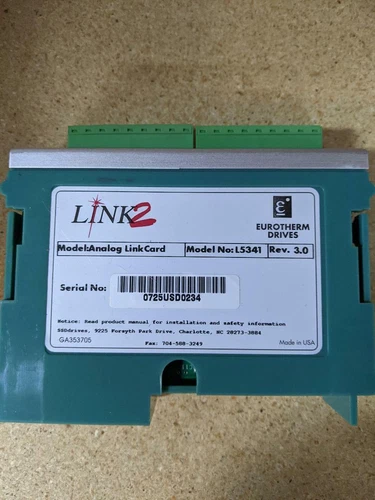 LINK2
EUROTHERM
DRIVES
Model:Analog LinkCard Model No:L5341 Rev. 3.0
Serial No:
0725USD0234
Notice: Read product manual for installation and safety information
SSDdrives, 9225 Forsyth Park Drive, Charlotte, NC 28273-3884
GA353705 Fax: 704-588-3249 Made in USA